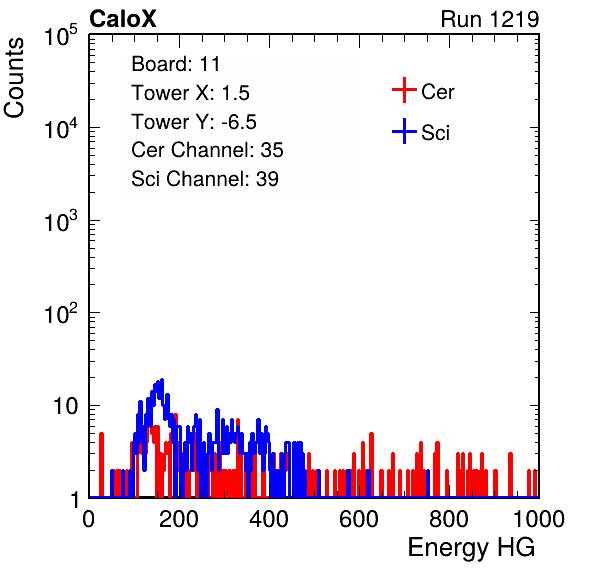 CaloX Run 1219
Counts
10^5
10^4
10^3
10^2
10
1
Board: 11
Tower X: 1.5
Tower Y: -6.5
Cer Channel: 35
Sci Channel: 39
Cer
Sci
0 200 400 600 800 1000
Energy HG